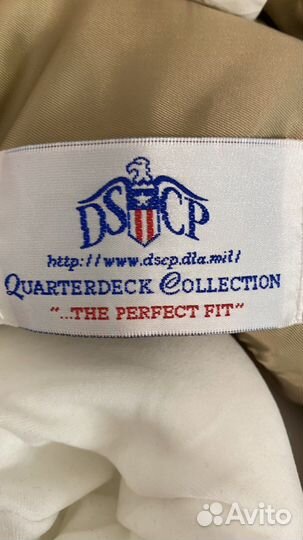 DSCP
http://www.dscp.dla.mil/
QUARTERDECK COLLECTION
"...THE PERFECT FIT"
Avito